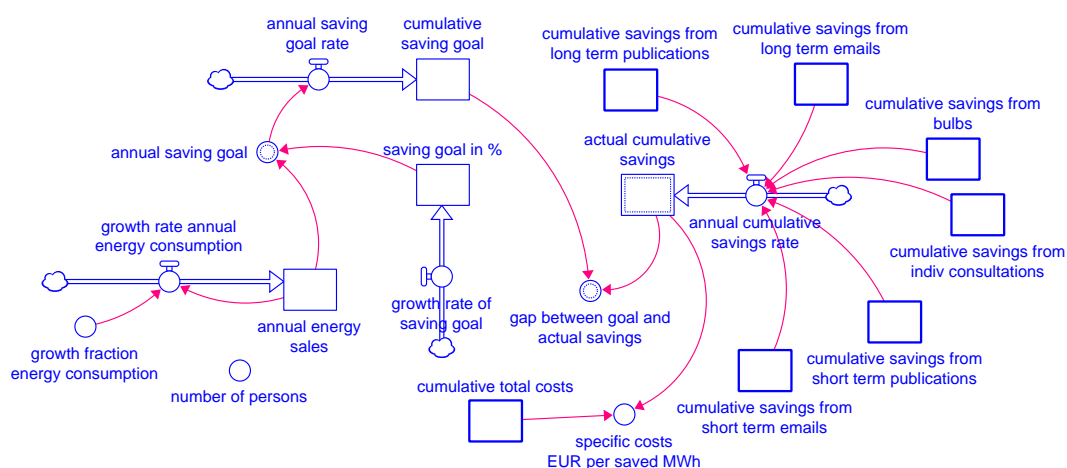 annual saving
goal rate
cumulative
saving goal
cumulative savings from
long term publications
cumulative savings from
long term emails
cumulative savings from
bulbs
annual saving goal
saving goal in %
actual cumulative
savings
annual cumulative
savings rate
cumulative savings from
indiv consultations
growth rate annual
energy consumption
annual energy
sales
growth rate of
saving goal
gap between goal and
actual savings
growth fraction
energy consumption
number of persons
cumulative savings from
short term publications
cumulative total costs
cumulative savings from
short term emails
specific costs
EUR per saved MWh